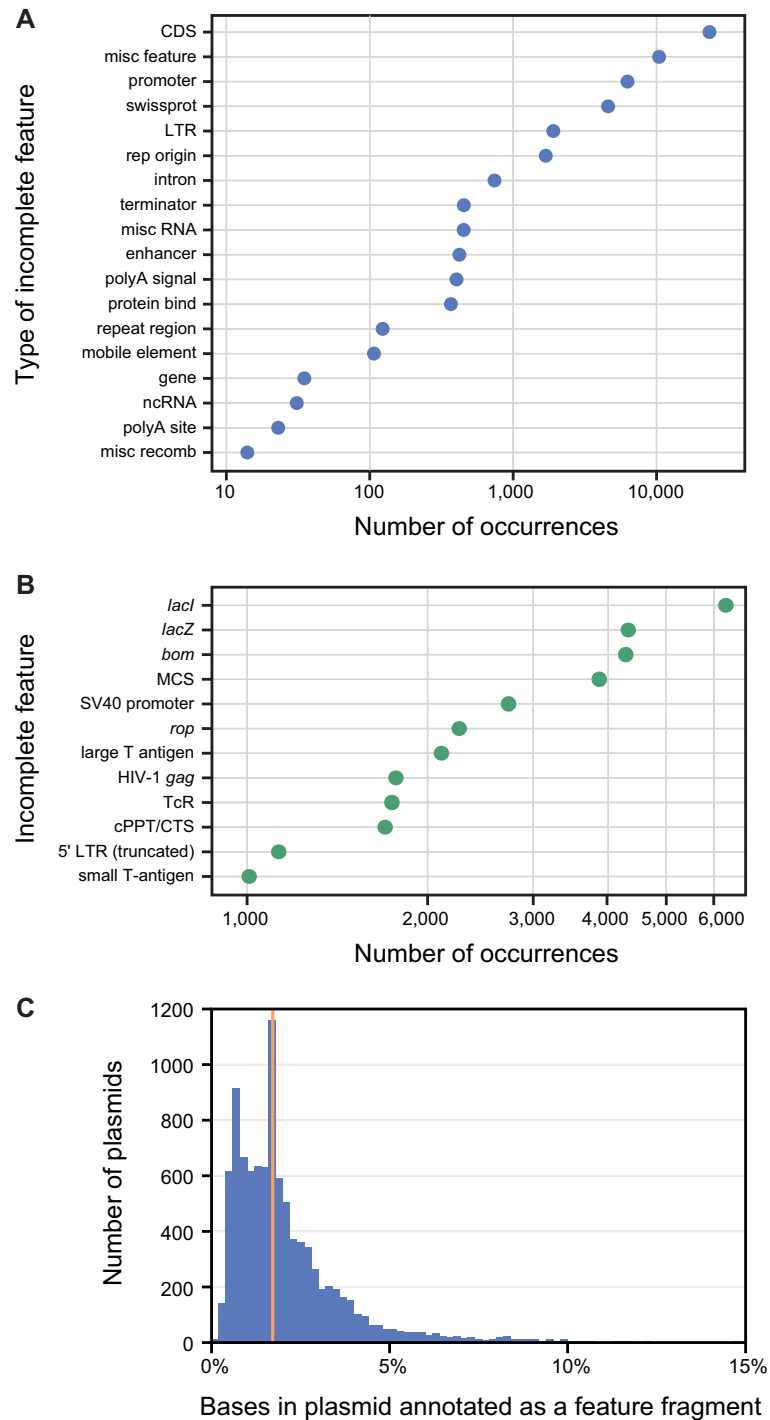 A
Type of incomplete feature
CDS
misc feature
promoter
swissprot
LTR
rep origin
intron
terminator
misc RNA
enhancer
polyA signal
protein bind
repeat region
mobile element
gene
ncRNA
polyA site
misc recomb
10 100 1,000 10,000
Number of occurrences
B
Incomplete feature
lacI
lacZ
bom
MCS
SV40 promoter
rop
large T antigen
HIV-1 gag
TcR
cPPT/CTS
5' LTR (truncated)
small T-antigen
1,000 2,000 3,000 4,000 5,000 6,000
Number of occurrences
C
Number of plasmids
1200
1000
800
600
400
200
0
0% 5% 10% 15%
Bases in plasmid annotated as a feature fragment